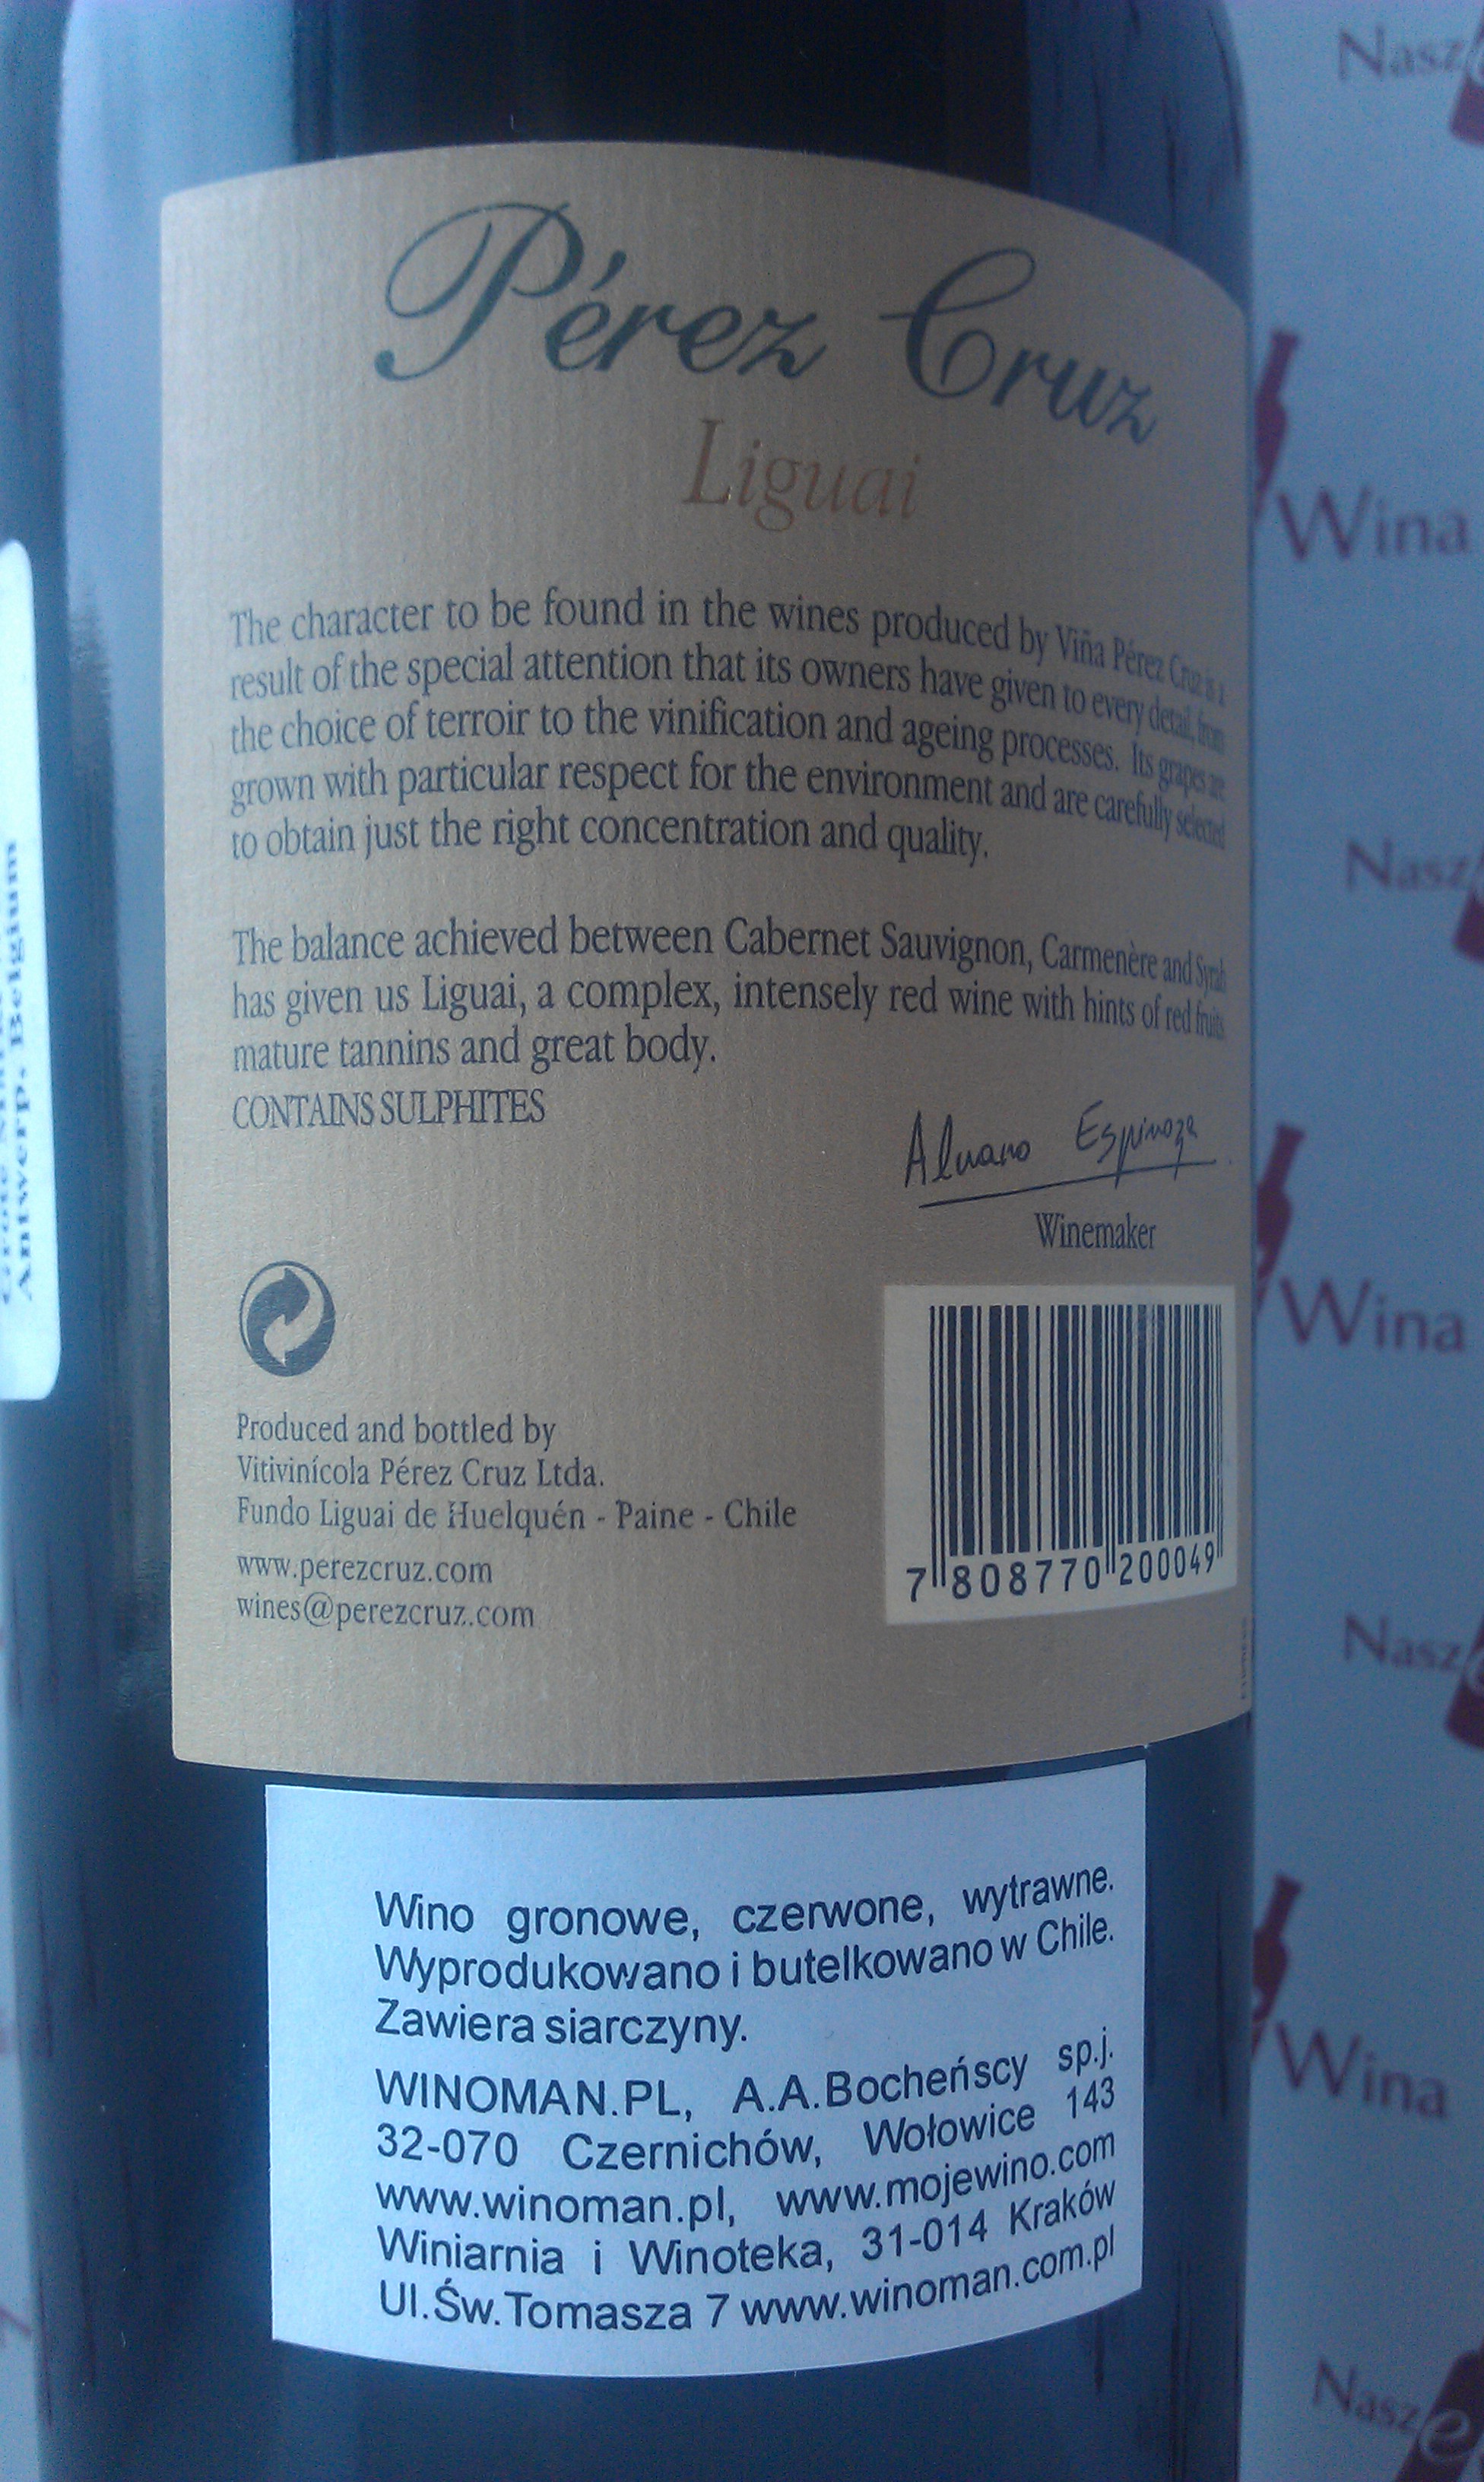 Pérez Cruz
Liguai
The character to be found in the wines produced by Viña Pérez Cruz is a
result of the special attention that its owners have given to every detail, from
the choice of terroir to the vinification and ageing processes. Its grapes are
grown with particular respect for the environment and are carefully selected
to obtain just the right concentration and quality.
The balance achieved between Cabernet Sauvignon, Carmenère and Syrah
has given us Liguai, a complex, intensely red wine with hints of red fruits
mature tannins and great body.
CONTAINS SULPHITES
Alvaro Espinoza
Winemaker
Produced and bottled by
Vitivinícola Pérez Cruz Ltda.
Fundo Liguai de Huelquén - Paine - Chile
www.perezcruz.com
wines@perezcruz.com
7 808770 200049
Wino gronowe, czerwone, wytrawne.
Wyprodukowano i butelkowano w Chile.
Zawiera siarczyny.
WINOMAN.PL, A.A.Bocheńscy sp.j.
32-070 Czernichów, Wołowice 143
www.winoman.pl, www.mojewino.com
Winiarnia i Winoteka, 31-014 Kraków
Ul.Św.Tomasza 7 www.winoman.com.pl
Antwerp. Belgium
Nasze
Wina
Nasze
Wina
Nasze
Wina
Nasze